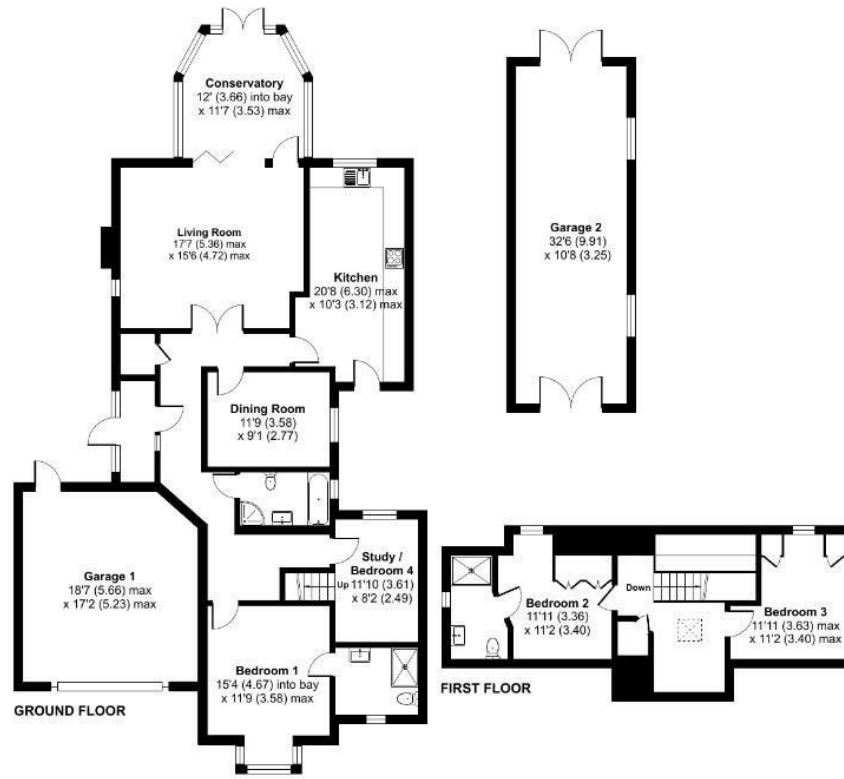 Conservatory
12' (3.66) into bay
x 11'7 (3.53) max
Living Room
17'7 (5.36) max
x 15'6 (4.72) max
Kitchen
20'8 (6.30) max
x 10'3 (3.12) max
Garage 2
32'6 (9.91)
x 10'8 (3.25)
Dining Room
11'9 (3.58)
x 9'1 (2.77)
Study /
Bedroom 4
Up 11'10 (3.61)
x 8'2 (2.49)
Garage 1
18'7 (5.66) max
x 17'2 (5.23) max
Bedroom 1
15'4 (4.67) into bay
x 11'9 (3.58) max
GROUND FLOOR
Down
Bedroom 2
11'11 (3.36)
x 11'2 (3.40)
Bedroom 3
11'11 (3.63) max
x 11'2 (3.40) max
FIRST FLOOR